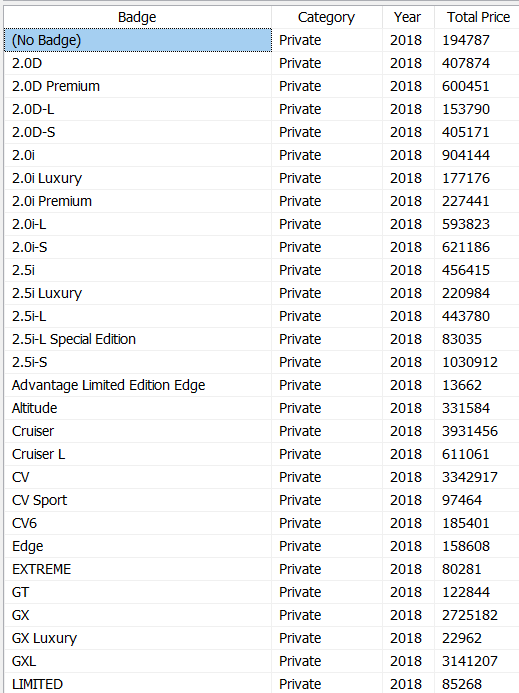 Badge Category Year Total Price
(No Badge) Private 2018 194787
2.0D Private 2018 407874
2.0D Premium Private 2018 600451
2.0D-L Private 2018 153790
2.0D-S Private 2018 405171
2.0i Private 2018 904144
2.0i Luxury Private 2018 177176
2.0i Premium Private 2018 227441
2.0i-L Private 2018 593823
2.0i-S Private 2018 621186
2.5i Private 2018 456415
2.5i Luxury Private 2018 220984
2.5i-L Private 2018 443780
2.5i-L Special Edition Private 2018 83035
2.5i-S Private 2018 1030912
Advantage Limited Edition Edge Private 2018 13662
Altitude Private 2018 331584
Cruiser Private 2018 3931456
Cruiser L Private 2018 611061
CV Private 2018 3342917
CV Sport Private 2018 97464
CV6 Private 2018 185401
Edge Private 2018 158608
EXTREME Private 2018 80281
GT Private 2018 122844
GX Private 2018 2725182
GX Luxury Private 2018 22962
GXL Private 2018 3141207
LIMITED Private 2018 85268